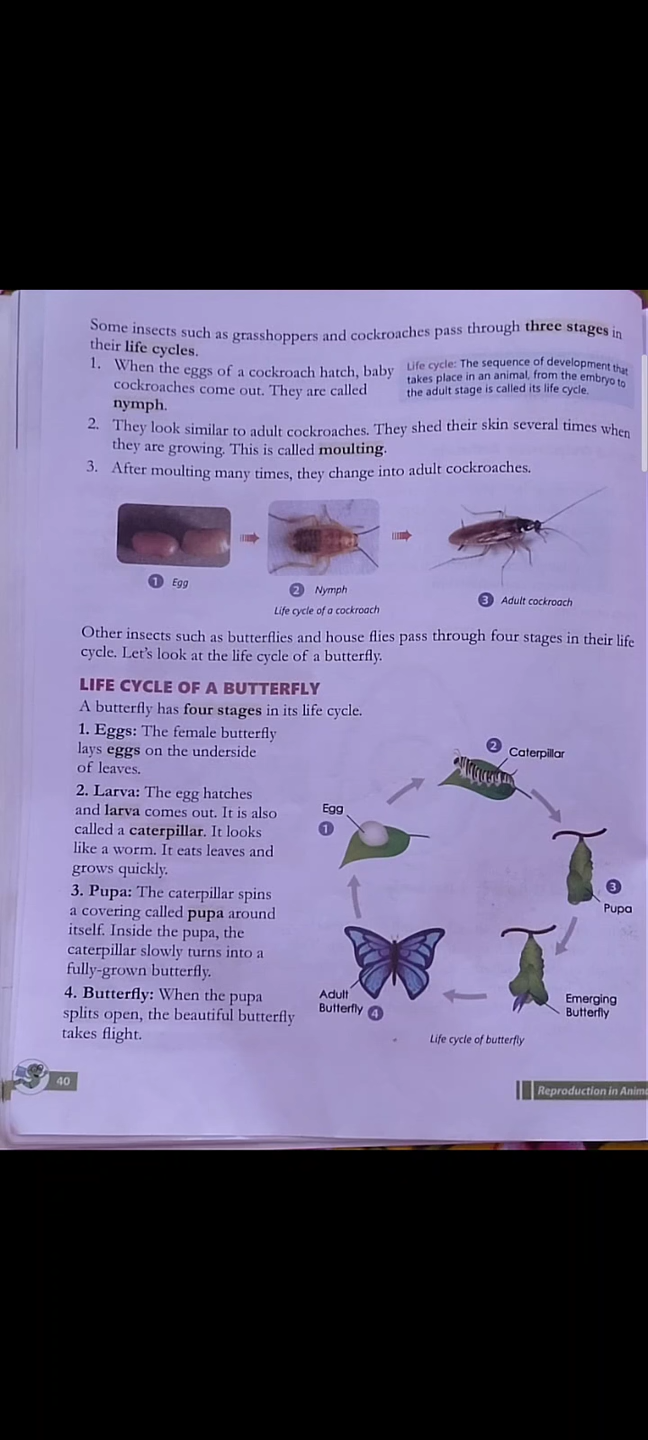 Some insects such as grasshoppers and cockroaches pass through three stages in
their life cycles.
1. When the eggs of a cockroach hatch, baby
cockroaches come out. They are called
nymph.
Life cycle: The sequence of development that
takes place in an animal, from the embryo to
the adult stage is called its life cycle.
2. They look similar to adult cockroaches. They shed their skin several times when
they are growing. This is called moulting.
3. After moulting many times, they change into adult cockroaches.
1 Egg
2 Nymph
3 Adult cockroach
Life cycle of a cockroach
Other insects such as butterflies and house flies pass through four stages in their life
cycle. Let's look at the life cycle of a butterfly.
LIFE CYCLE OF A BUTTERFLY
A butterfly has four stages in its life cycle.
1. Eggs: The female butterfly
lays eggs on the underside
of leaves.
2. Larva: The egg hatches
and larva comes out. It is also
called a caterpillar. It looks
like a worm. It eats leaves and
grows quickly.
3. Pupa: The caterpillar spins
a covering called pupa around
itself. Inside the pupa, the
caterpillar slowly turns into a
fully-grown butterfly.
4. Butterfly: When the pupa
splits open, the beautiful butterfly
takes flight.
Egg
1
2 Caterpillar
3
Pupa
Emerging
Butterfly
Adult
Butterfly 4
Life cycle of butterfly
40
Reproduction in